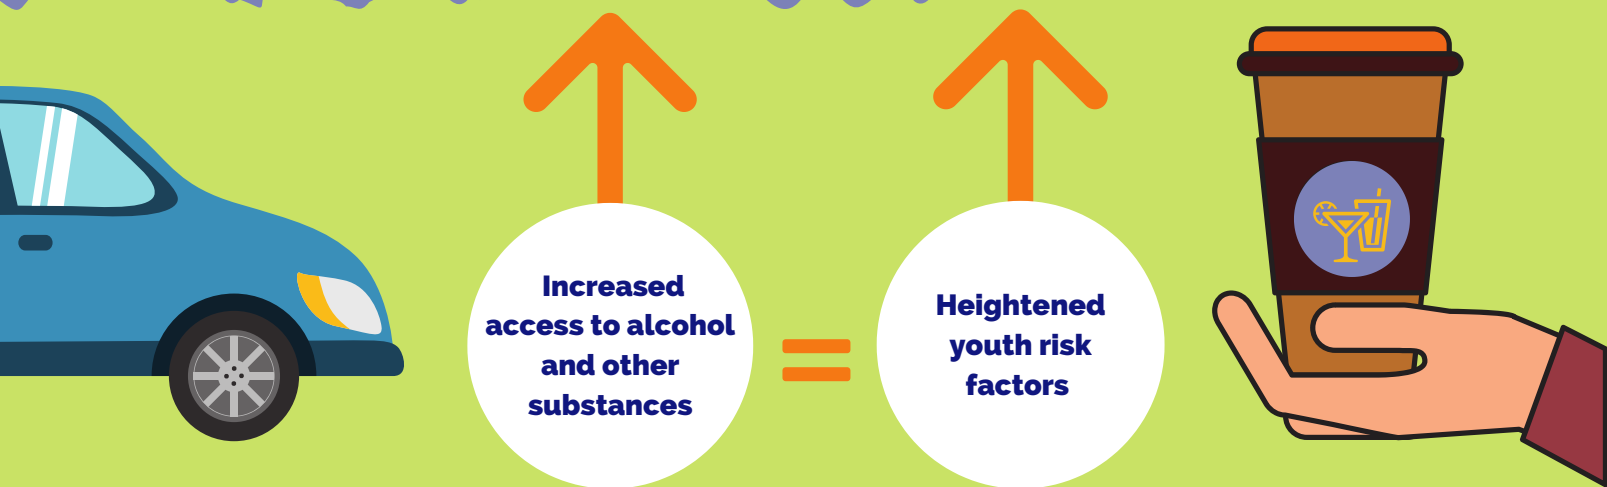 Increased
access to alcohol
and other
substances
=
Heightened
youth risk
factors